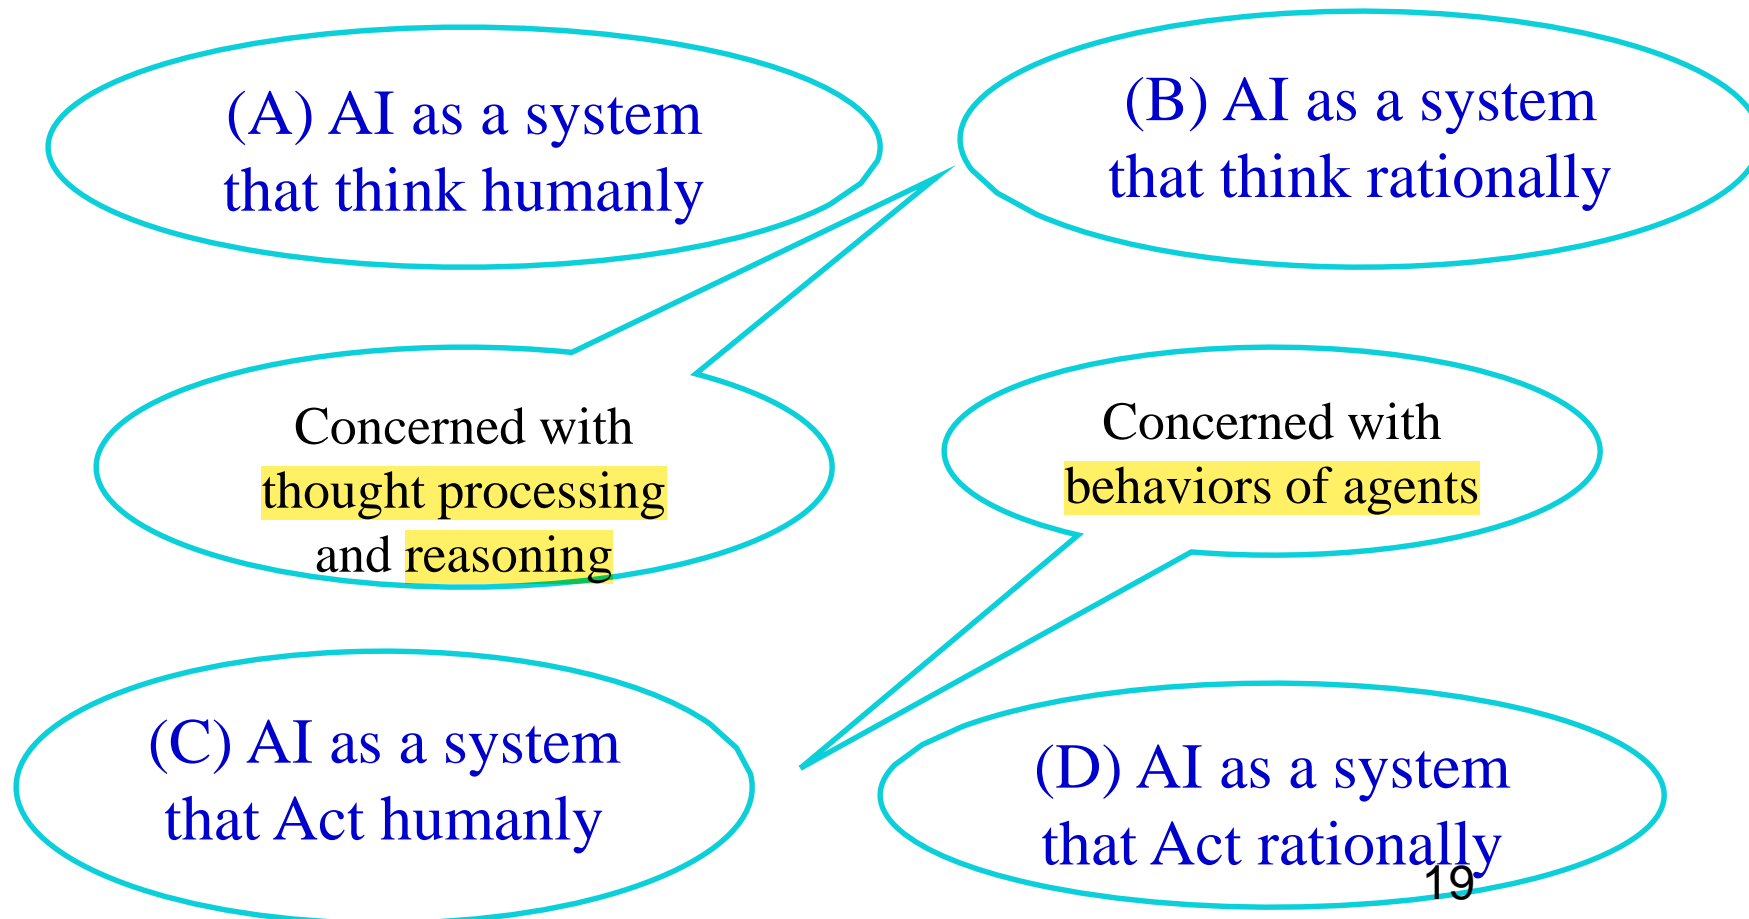 (A) AI as a system
that think humanly
(B) AI as a system
that think rationally
Concerned with
thought processing
and reasoning
Concerned with
behaviors of agents
(C) AI as a system
that Act humanly
(D) AI as a system
that Act rationally
19